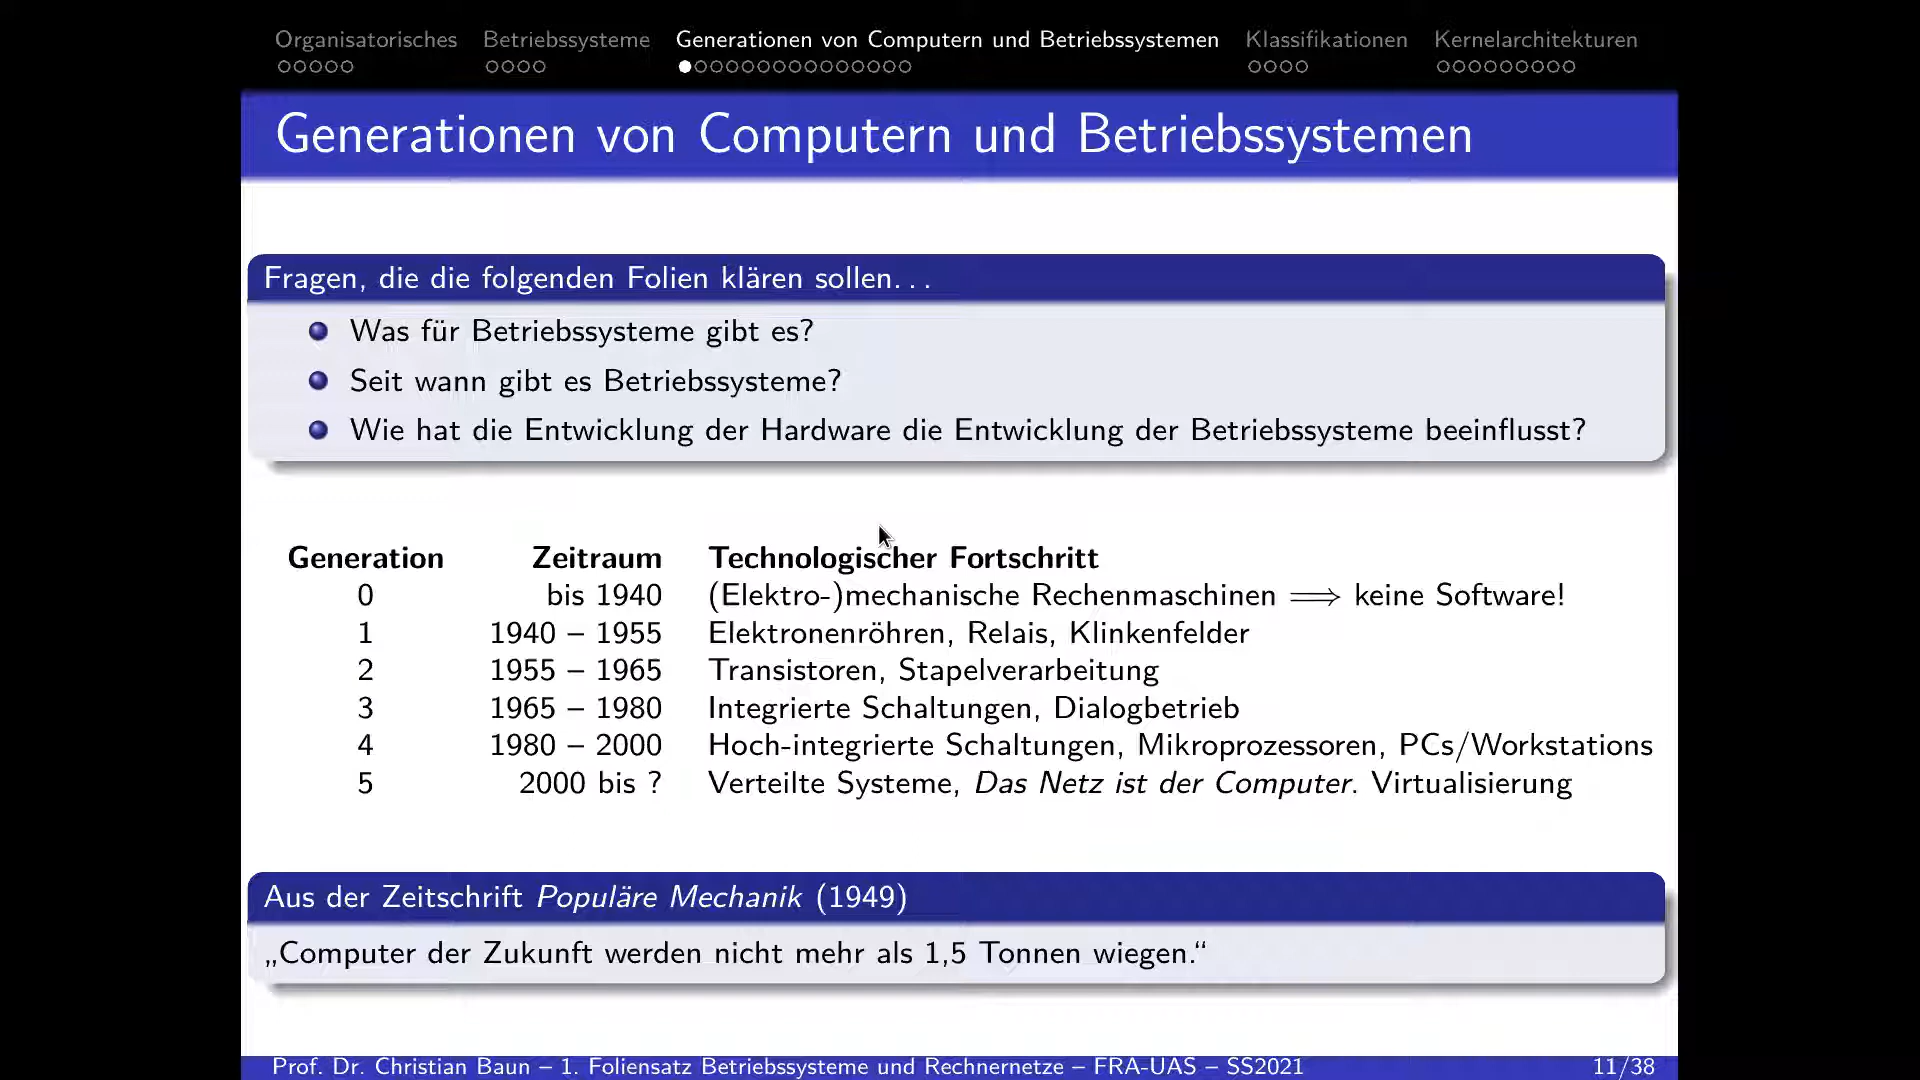 Organisatorisches Betriebssysteme Generationen von Computern und Betriebssystemen Klassifikationen Kernelarchitekturen
Generationen von Computern und Betriebssystemen
Fragen, die die folgenden Folien klären sollen...
Was für Betriebssysteme gibt es?
Seit wann gibt es Betriebssysteme?
Wie hat die Entwicklung der Hardware die Entwicklung der Betriebssysteme beeinflusst?
Generation Zeitraum Technologischer Fortschritt
0 bis 1940 (Elektro-)mechanische Rechenmaschinen ⟹ keine Software!
1 1940 – 1955 Elektronenröhren, Relais, Klinkenfelder
2 1955 – 1965 Transistoren, Stapelverarbeitung
3 1965 – 1980 Integrierte Schaltungen, Dialogbetrieb
4 1980 – 2000 Hoch-integrierte Schaltungen, Mikroprozessoren, PCs/Workstations
5 2000 bis ? Verteilte Systeme, Das Netz ist der Computer. Virtualisierung
Aus der Zeitschrift Populäre Mechanik (1949)
„Computer der Zukunft werden nicht mehr als 1,5 Tonnen wiegen.“
Prof. Dr. Christian Baun – 1. Foliensatz Betriebssysteme und Rechnernetze – FRA-UAS – SS2021 11/38